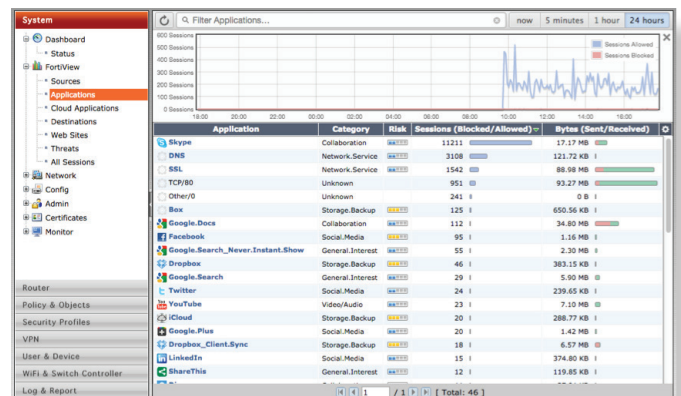 System
Filter Applications...
now 5 minutes 1 hour 24 hours
Dashboard
Status
FortiView
Sources
Applications
Cloud Applications
Destinations
Web Sites
Threats
All Sessions
Network
Config
Admin
Certificates
Monitor
Router
Policy & Objects
Security Profiles
VPN
User & Device
WiFi & Switch Controller
Log & Report
600 Sessions
500 Sessions
400 Sessions
300 Sessions
200 Sessions
100 Sessions
0 Sessions
Sessions Allowed
Sessions Blocked
18:00 20:00 22:00 00:00 02:00 04:00 06:00 08:00 10:00 12:00 14:00 16:00
Application Category Risk Sessions (Blocked/Allowed) Bytes (Sent/Received)
Skype Collaboration 11211 17.17 MB
DNS Network.Service 3108 121.72 KB
SSL Network.Service 1542 88.98 MB
TCP/80 Unknown 951 93.27 MB
Other/0 Unknown 241 0 B
Box Storage.Backup 125 650.56 KB
Google.Docs Collaboration 112 34.80 MB
Facebook Social.Media 95 1.16 MB
Google.Search_Never.Instant.Show General.Interest 55 2.30 MB
Dropbox Storage.Backup 46 383.15 KB
Google.Search General.Interest 29 5.90 MB
Twitter Social.Media 24 239.65 KB
YouTube Video/Audio 23 7.10 MB
iCloud Storage.Backup 20 288.77 KB
Google.Plus Social.Media 20 1.42 MB
Dropbox_Client.Sync Storage.Backup 18 6.57 MB
LinkedIn Social.Media 15 374.80 KB
ShareThis General.Interest 12 119.85 KB
1 / 1 [ Total: 46 ]